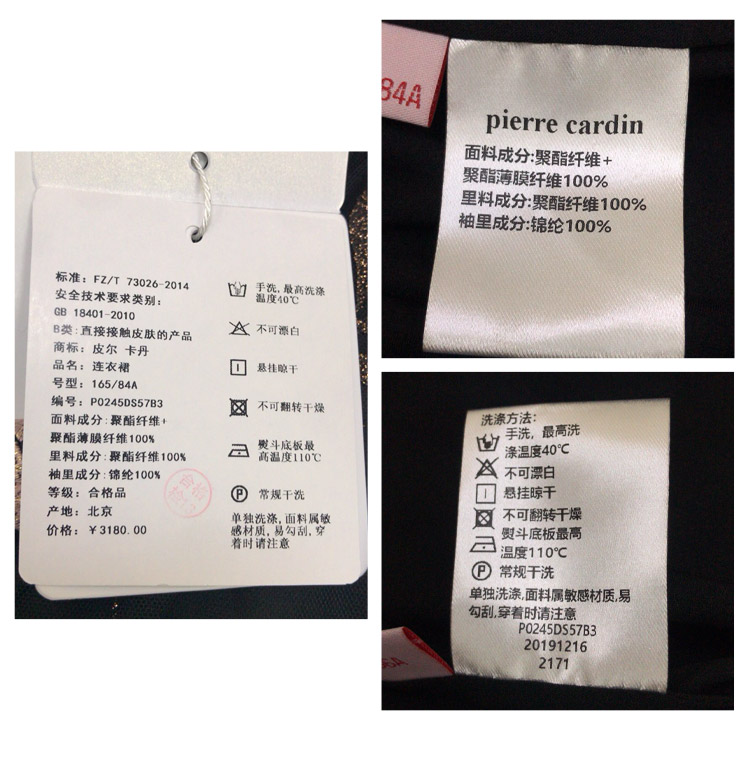 标准: FZ/T 73026-2014
安全技术要求类别:
GB 18401-2010
B类:直接接触皮肤的产品
商标: 皮尔 卡丹
品名: 连衣裙
号型: 165/84A
编号: P0245DS57B3
面料成分: 聚酯纤维+
聚酯薄膜纤维100%
里料成分: 聚酯纤维100%
袖里成分: 锦纶100%
等级: 合格品
产地: 北京
价格: ￥3180.00
手洗, 最高洗涤
温度40℃
不可漂白
悬挂晾干
不可翻转干燥
熨斗底板最
高温度110℃
P
常规干洗
单独洗涤, 面料属敏
感材质, 易勾刮, 穿
着时请注意
84A
pierre cardin
面料成分:聚酯纤维+
聚酯薄膜纤维100%
里料成分:聚酯纤维100%
袖里成分:锦纶100%
洗涤方法:
手洗, 最高洗
涤温度40℃
不可漂白
悬挂晾干
不可翻转干燥
熨斗底板最高
温度110℃
P 常规干洗
单独洗涤,面料属敏感材质,易
勾刮,穿着时请注意
P0245DS57B3
20191216
2171